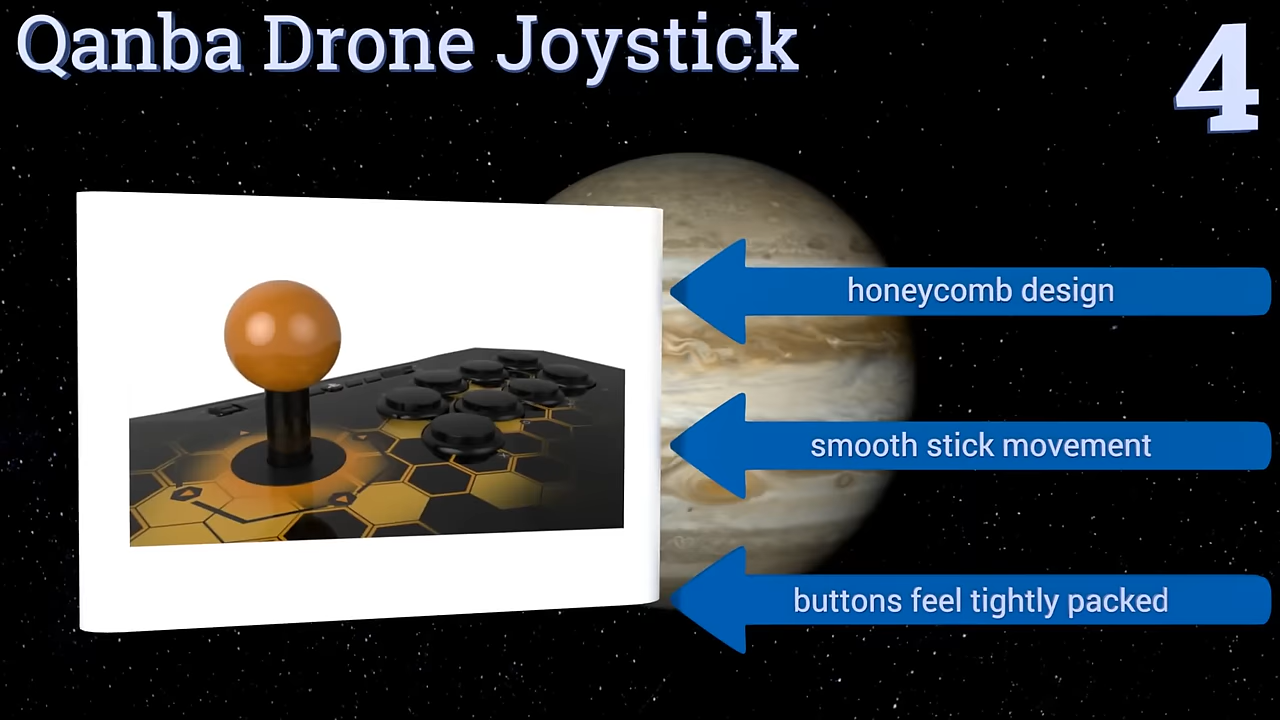 Qanba Drone Joystick
4
honeycomb design
smooth stick movement
buttons feel tightly packed